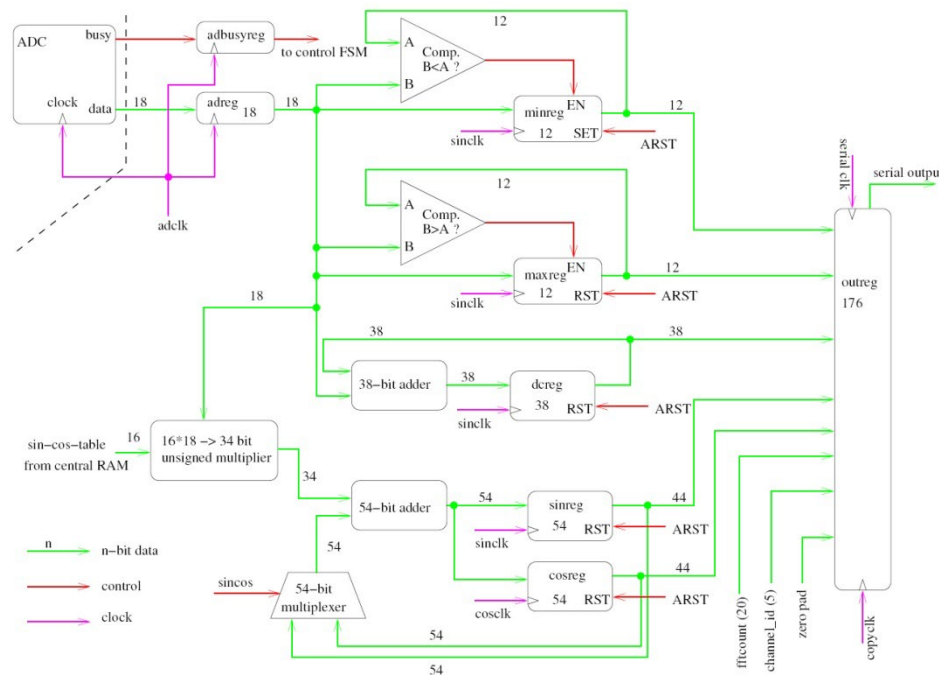 ADC
busy
clock
data
18
adbusyreg
to control FSM
adreg
18
18
adclk
12
A
B
Comp.
B<A ?
EN
minreg
12
SET
sinclk
ARST
12
12
A
B
Comp.
B>A ?
EN
maxreg
12
RST
sinclk
ARST
12
18
38-bit adder
38
dcreg
38
RST
sinclk
ARST
38
sin-cos-table
from central RAM
16
16*18 -> 34 bit
unsigned multiplier
34
54-bit adder
54
sinreg
54
RST
sinclk
ARST
44
cosreg
54
RST
cosclk
ARST
44
54
sincos
54-bit
multiplexer
54
54
n
n-bit data
control
clock
serial clk
serial outpu
outreg
176
fftcount (20)
channel_id (5)
zero pad
copyclk